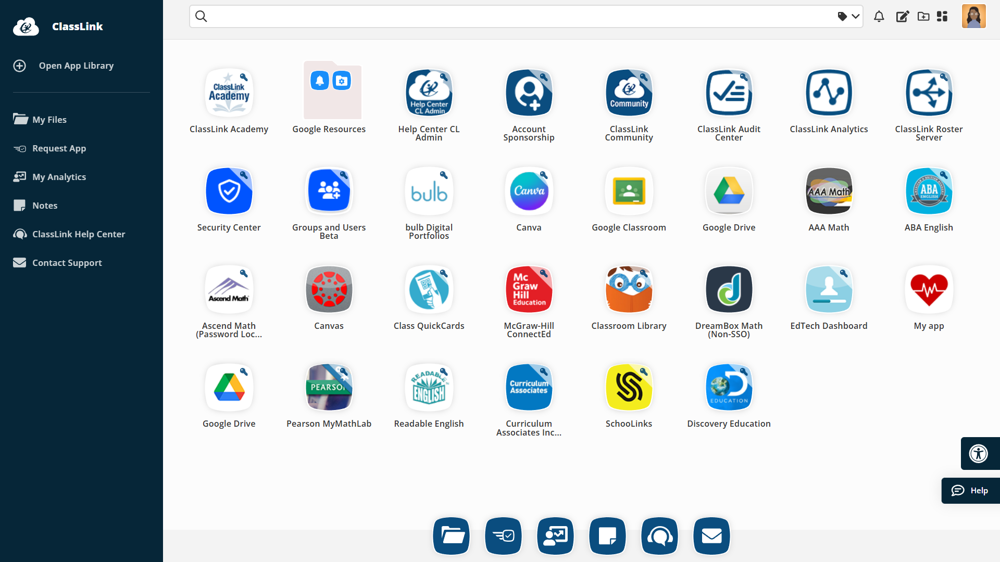 ClassLink
Open App Library
My Files
Request App
My Analytics
Notes
ClassLink Help Center
Contact Support
ClassLink
Academy
ClassLink Academy
Google Resources
Help Center
CL Admin
Help Center CL
Admin
Account
Sponsorship
Community
ClassLink
Community
ClassLink Audit
Center
ClassLink Analytics
ClassLink Roster
Server
Security Center
Groups and Users
Beta
bulb
bulb Digital
Portfolios
Canva
Canva
Google Classroom
Google Drive
AAA Math
AAA Math
ABA
ENGLISH
ABA English
Ascend Math
Ascend Math
(Password Loc...
Canvas
Class QuickCards
Mc
Graw
Hill
Education
McGraw-Hill
ConnectEd
Classroom Library
DreamBox Math
(Non-SSO)
EdTech Dashboard
My app
Google Drive
PEARSON
Pearson MyMathLab
READABLE
ENGLISH
Readable English
Curriculum
Associates
Curriculum
Associates Inc...
SchooLinks
EDUCATION
Discovery Education
Help